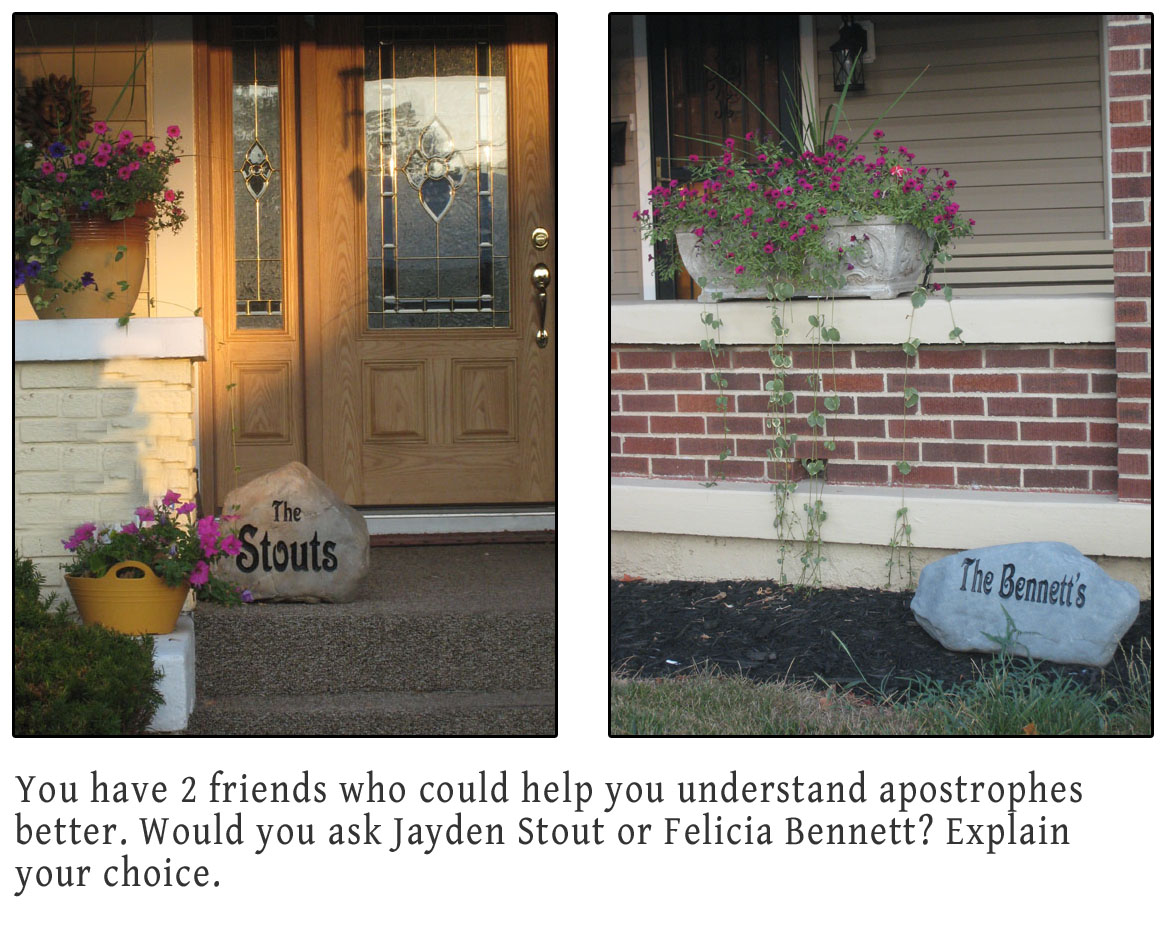 The
Stouts
The Bennett's
You have 2 friends who could help you understand apostrophes
better. Would you ask Jayden Stout or Felicia Bennett? Explain
your choice.